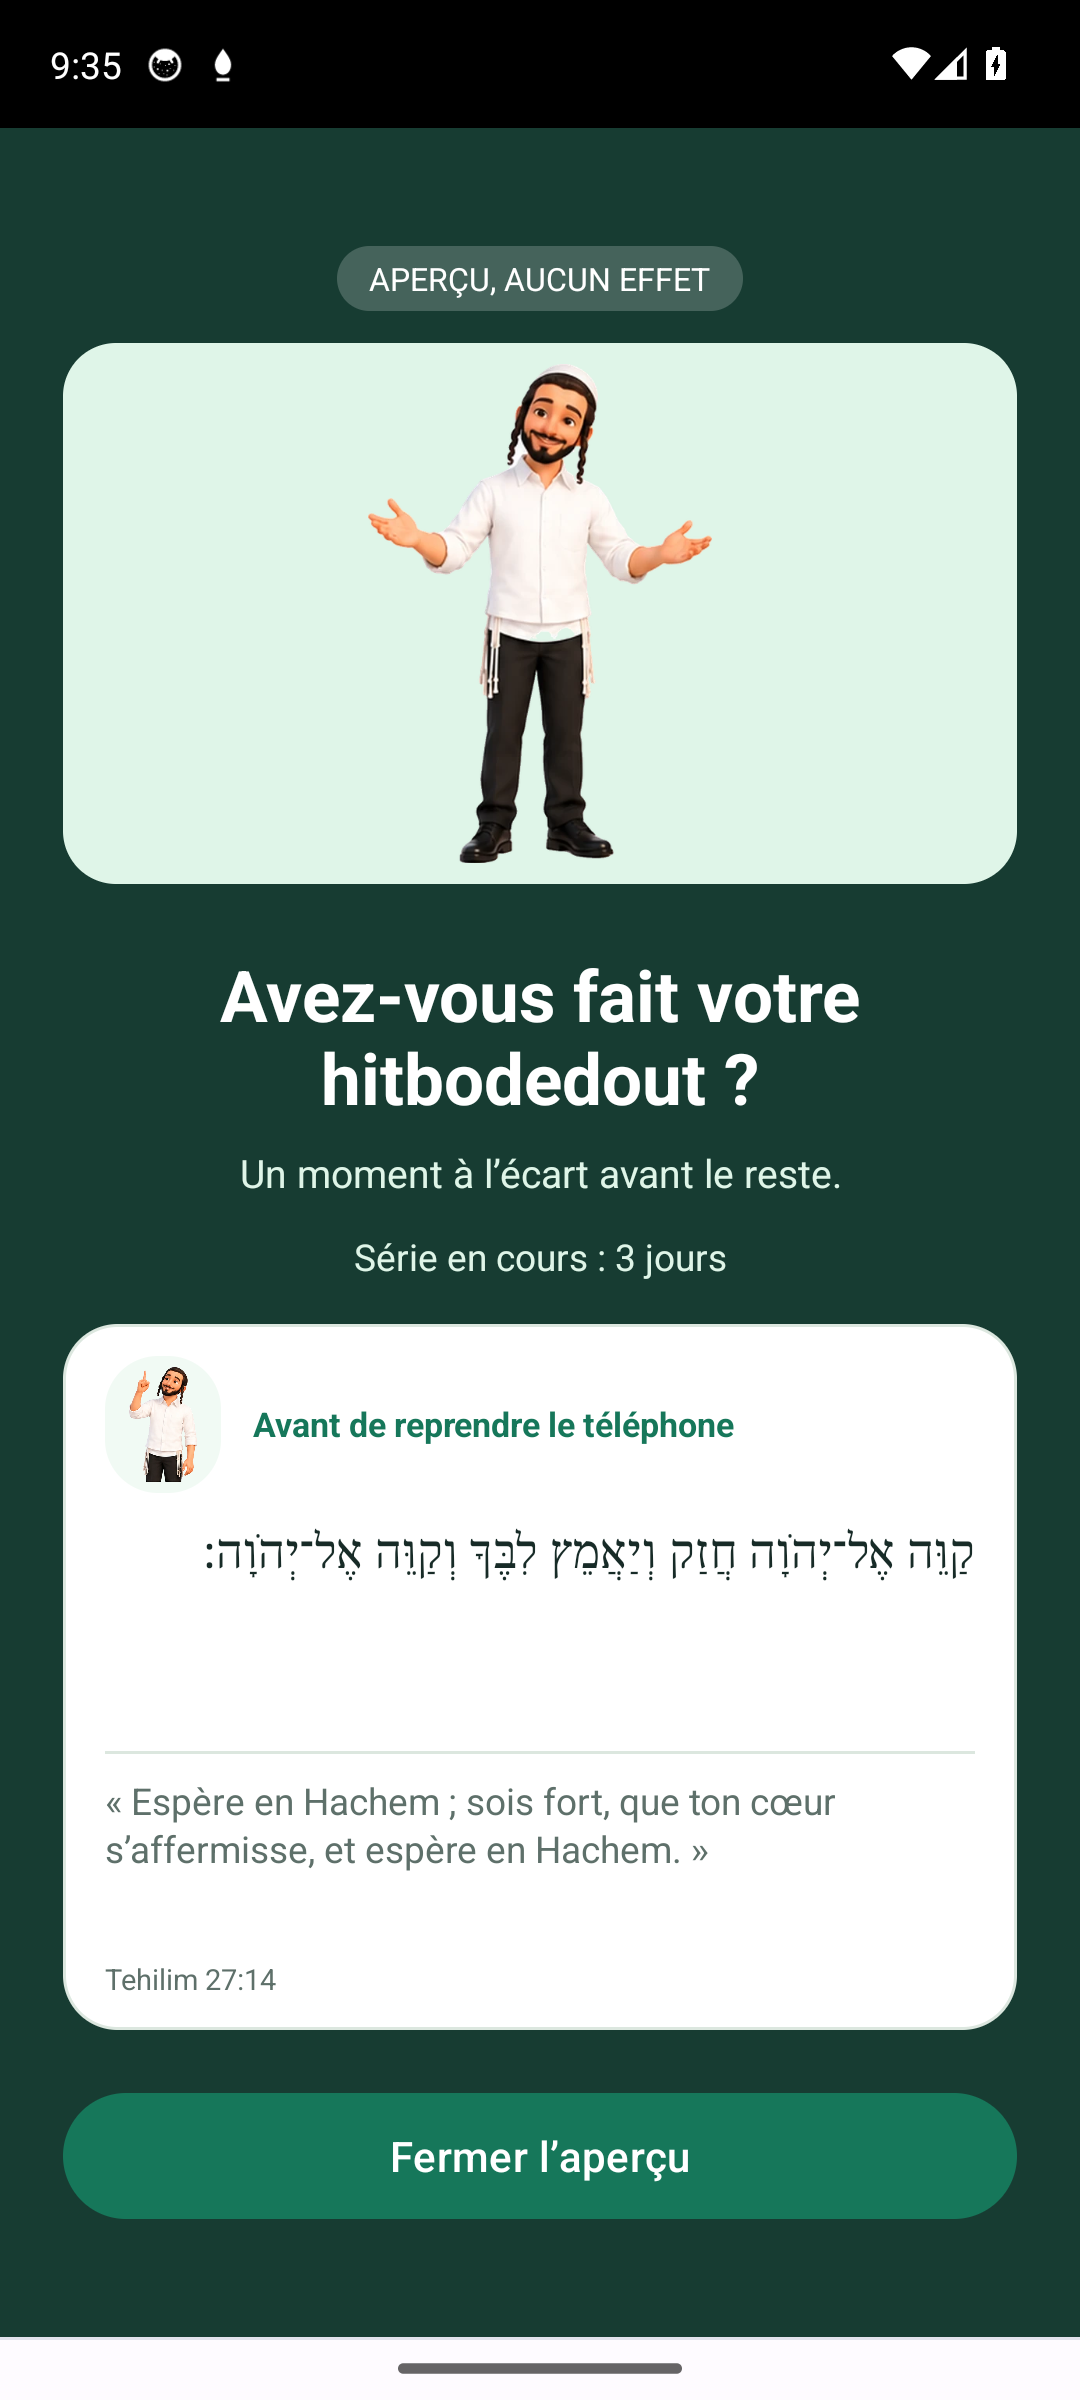 9:35
APERÇU, AUCUN EFFET
Avez-vous fait votre
hitbodedout ?
Un moment à l’écart avant le reste.
Série en cours : 3 jours
Avant de reprendre le téléphone
קַוֵּה אֶל־יְהֹוָה חֲזַק וְיַאֲמֵץ לִבֶּךָ וְקַוֵּה אֶל־יְהֹוָה׃
« Espère en Hachem ; sois fort, que ton cœur
s’affermisse, et espère en Hachem. »
Tehilim 27:14
Fermer l’aperçu